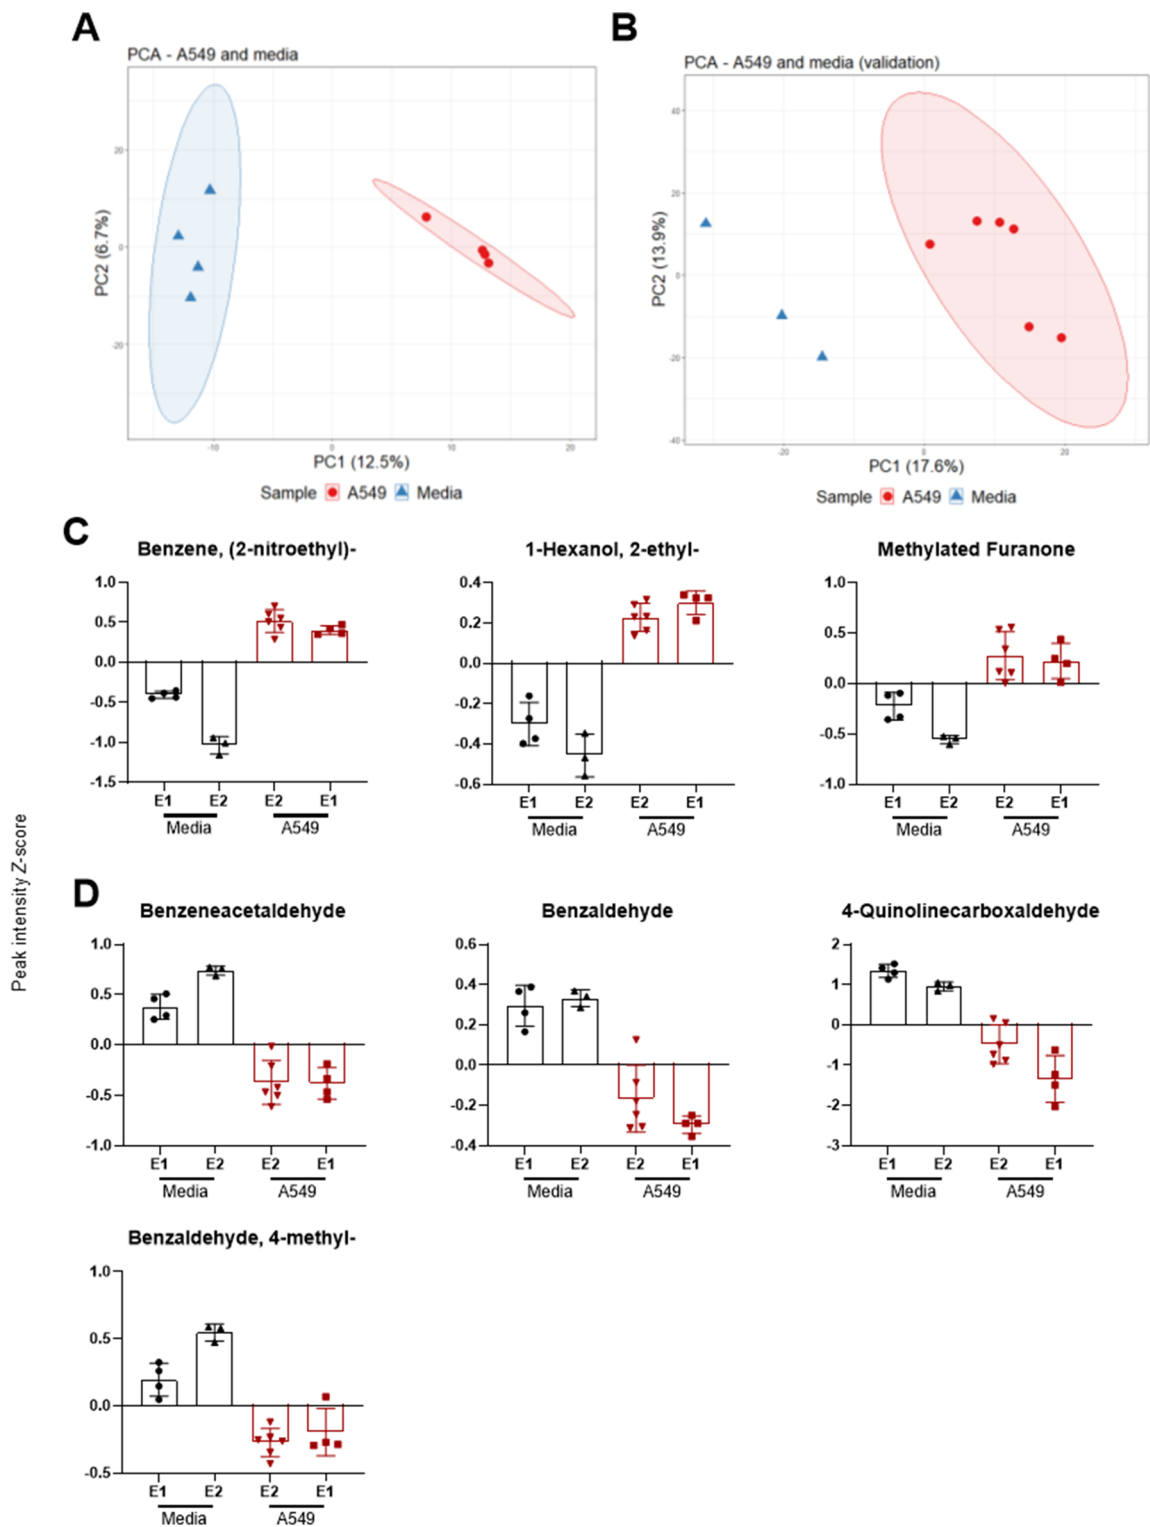 A
B
PCA - A549 and media
PCA - A549 and media (validation)
20
0
-20
PC2 (6.7%)
-10
0
10
20
PC1 (12.5%)
Sample A549 Media
40
20
0
-20
-40
PC2 (13.9%)
-20
0
20
PC1 (17.6%)
Sample A549 Media
C
Benzene, (2-nitroethyl)-
1.0
0.5
0.0
-0.5
-1.0
-1.5
E1 E2 E2 E1
Media A549
1-Hexanol, 2-ethyl-
0.4
0.2
0.0
-0.2
-0.4
-0.6
E1 E2 E2 E1
Media A549
Methylated Furanone
1.0
0.5
0.0
-0.5
-1.0
E1 E2 E2 E1
Media A549
Peak intensity Z-score
D
Benzeneacetaldehyde
1.0
0.5
0.0
-0.5
-1.0
E1 E2 E2 E1
Media A549
Benzaldehyde
0.6
0.4
0.2
0.0
-0.2
-0.4
E1 E2 E2 E1
Media A549
4-Quinolinecarboxaldehyde
2
1
0
-1
-2
-3
E1 E2 E2 E1
Media A549
Benzaldehyde, 4-methyl-
1.0
0.5
0.0
-0.5
E1 E2 E2 E1
Media A549